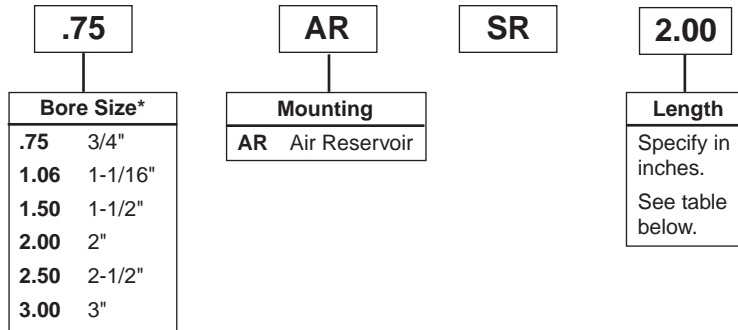 .75 AR SR 2.00
Bore Size*
.75 3/4"
1.06 1-1/16"
1.50 1-1/2"
2.00 2"
2.50 2-1/2"
3.00 3"
Mounting
AR Air Reservoir
Length
Specify in
inches.
See table
below.